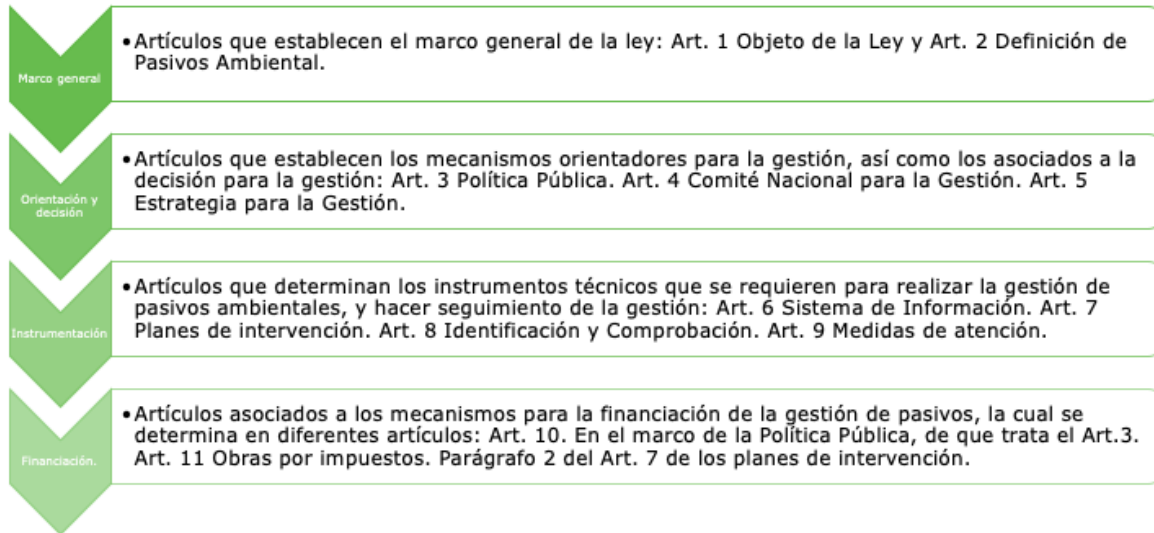 Marco general
•Artículos que establecen el marco general de la ley: Art. 1 Objeto de la Ley y Art. 2 Definición de
Pasivos Ambiental.
Orientación y
decisión
•Artículos que establecen los mecanismos orientadores para la gestión, así como los asociados a la
decisión para la gestión: Art. 3 Política Pública. Art. 4 Comité Nacional para la Gestión. Art. 5
Estrategia para la Gestión.
Instrumentación
•Artículos que determinan los instrumentos técnicos que se requieren para realizar la gestión de
pasivos ambientales, y hacer seguimiento de la gestión: Art. 6 Sistema de Información. Art. 7
Planes de intervención. Art. 8 Identificación y Comprobación. Art. 9 Medidas de atención.
Financiación.
•Artículos asociados a los mecanismos para la financiación de la gestión de pasivos, la cual se
determina en diferentes artículos: Art. 10. En el marco de la Política Pública, de que trata el Art.3.
Art. 11 Obras por impuestos. Parágrafo 2 del Art. 7 de los planes de intervención.